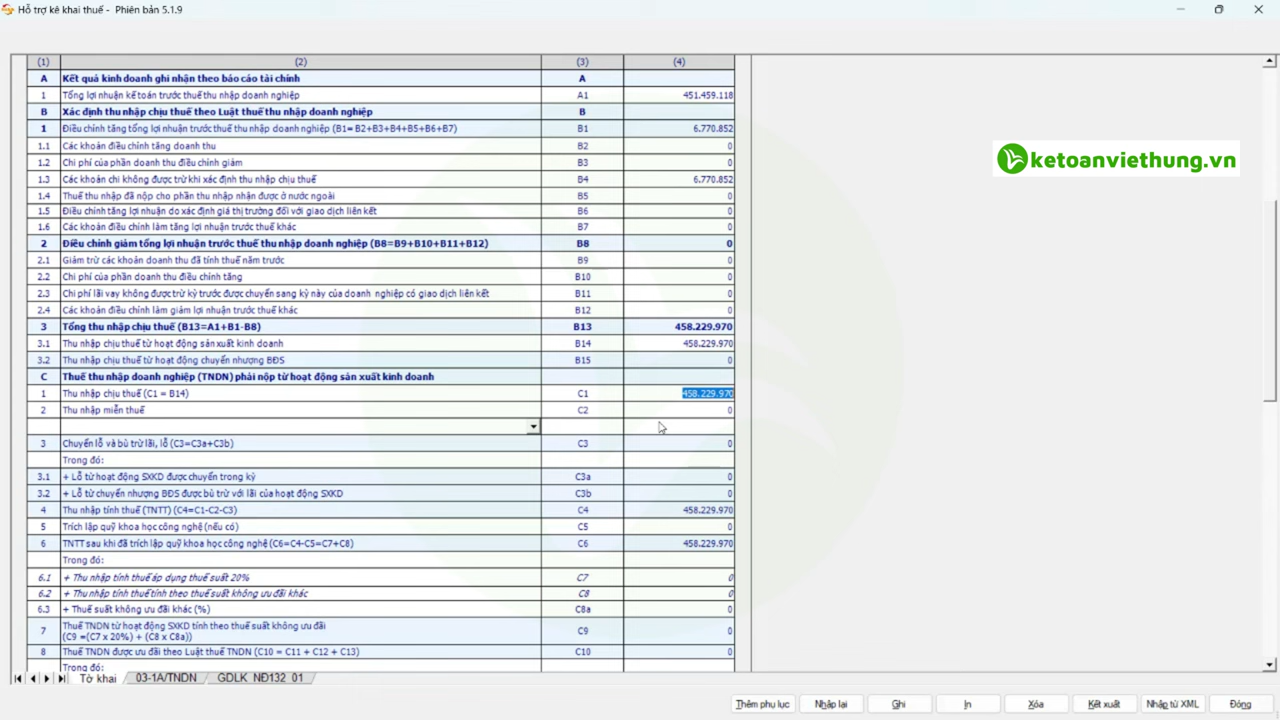 Hỗ trợ kê khai thuế - Phiên bản 5.1.9
(1) (2) (3) (4)
A Kết quả kinh doanh ghi nhận theo báo cáo tài chính A
1 Tổng lợi nhuận kế toán trước thuế thu nhập doanh nghiệp A1 451.459.118
B Xác định thu nhập chịu thuế theo Luật thuế thu nhập doanh nghiệp B
1 Điều chỉnh tăng tổng lợi nhuận trước thuế thu nhập doanh nghiệp (B1= B2+B3+B4+B5+B6+B7) B1 6.770.852
1.1 Các khoản điều chỉnh tăng doanh thu B2 0
1.2 Chi phí của phần doanh thu điều chỉnh giảm B3 0
1.3 Các khoản chi không được trừ khi xác định thu nhập chịu thuế B4 6.770.852
1.4 Thuế thu nhập đã nộp cho phần thu nhập nhận được ở nước ngoài B5 0
1.5 Điều chỉnh tăng lợi nhuận do xác định giá thị trường đối với giao dịch liên kết B6 0
1.6 Các khoản điều chỉnh làm tăng lợi nhuận trước thuế khác B7 0
2 Điều chỉnh giảm tổng lợi nhuận trước thuế thu nhập doanh nghiệp (B8=B9+B10+B11+B12) B8 0
2.1 Giảm trừ các khoản doanh thu đã tính thuế năm trước B9 0
2.2 Chi phí của phần doanh thu điều chỉnh tăng B10 0
2.3 Chi phí lãi vay không được trừ kỳ trước được chuyển sang kỳ này của doanh nghiệp có giao dịch liên kết B11 0
2.4 Các khoản điều chỉnh làm giảm lợi nhuận trước thuế khác B12 0
3 Tổng thu nhập chịu thuế (B13=A1+B1-B8) B13 458.229.970
3.1 Thu nhập chịu thuế từ hoạt động sản xuất kinh doanh B14 458.229.970
3.2 Thu nhập chịu thuế từ hoạt động chuyển nhượng BĐS B15 0
C Thuế thu nhập doanh nghiệp (TNDN) phải nộp từ hoạt động sản xuất kinh doanh
1 Thu nhập chịu thuế (C1 = B14) C1 458.229.970
2 Thu nhập miễn thuế C2 0
3 Chuyển lỗ và bù trừ lãi, lỗ (C3=C3a+C3b) C3 0
Trong đó:
3.1 + Lỗ từ hoạt động SXKD được chuyển trong kỳ C3a 0
3.2 + Lỗ từ chuyển nhượng BĐS được bù trừ với lãi của hoạt động SXKD C3b 0
4 Thu nhập tính thuế (TNTT) (C4=C1-C2-C3) C4 458.229.970
5 Trích lập quỹ khoa học công nghệ (nếu có) C5 0
6 TNTT sau khi đã trích lập quỹ khoa học công nghệ (C6=C4-C5=C7+C8) C6 458.229.970
Trong đó:
6.1 + Thu nhập tính thuế áp dụng thuế suất 20% C7 0
6.2 + Thu nhập tính thuế tính theo thuế suất không ưu đãi khác C8 0
6.3 + Thuế suất không ưu đãi khác (%) C8a 0
7 Thuế TNDN từ hoạt động SXKD tính theo thuế suất không ưu đãi
(C9 =(C7 x 20%) + (C8 x C8a)) C9 0
8 Thuế TNDN được ưu đãi theo Luật thuế TNDN (C10 = C11 + C12 + C13) C10 0
Trong đó:
Tờ khai 03-1A/TNDN GDLK_NĐ132_01
Thêm phụ lục Nhập lại Ghi In Xóa Kết xuất Nhập từ XML Đóng
ketoanviethung.vn